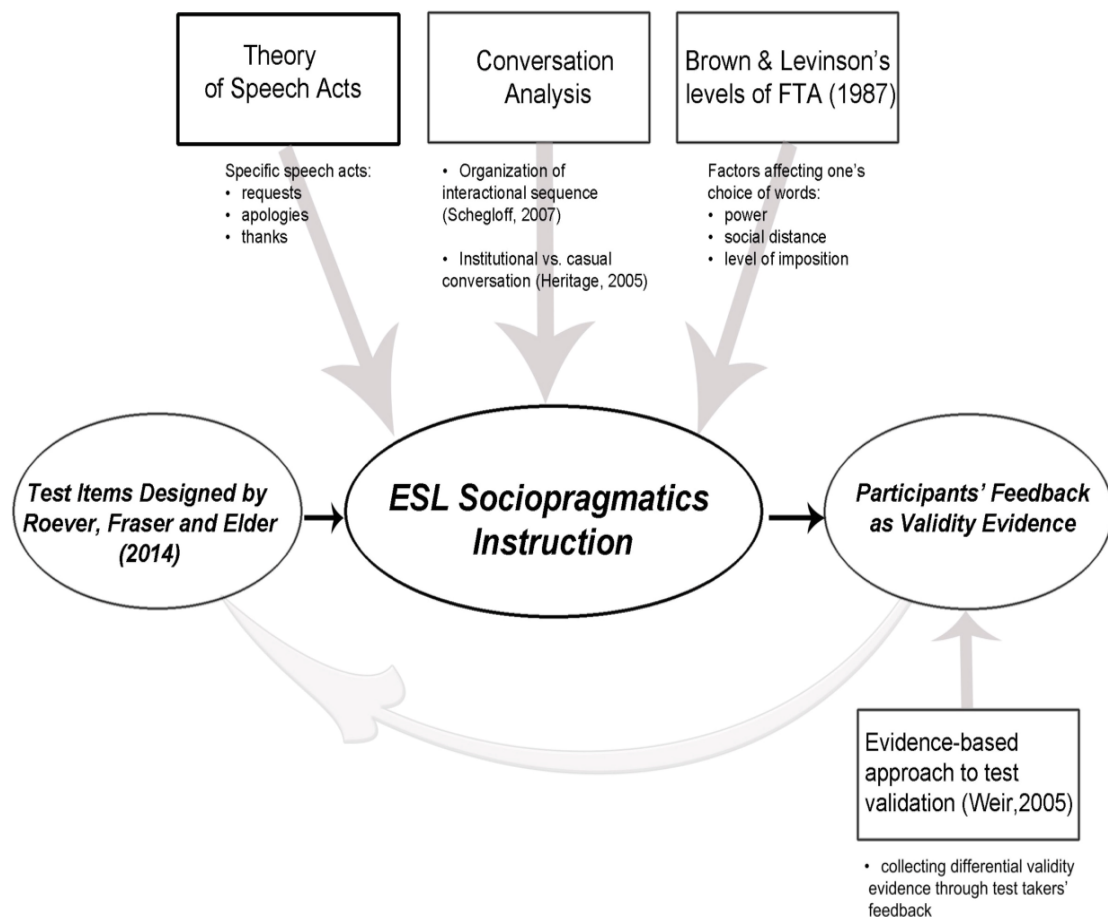 Theory
of Speech Acts
Conversation
Analysis
Brown & Levinson's
levels of FTA (1987)
Specific speech acts:
• requests
• apologies
• thanks
• Organization of
interactional sequence
(Schegloff, 2007)
• Institutional vs. casual
conversation (Heritage, 2005)
Factors affecting one's
choice of words:
• power
• social distance
• level of imposition
Test Items Designed by
Roever, Fraser and Elder
(2014)
ESL Sociopragmatics
Instruction
Participants' Feedback
as Validity Evidence
Evidence-based
approach to test
validation (Weir,2005)
• collecting differential validity
evidence through test takers'
feedback